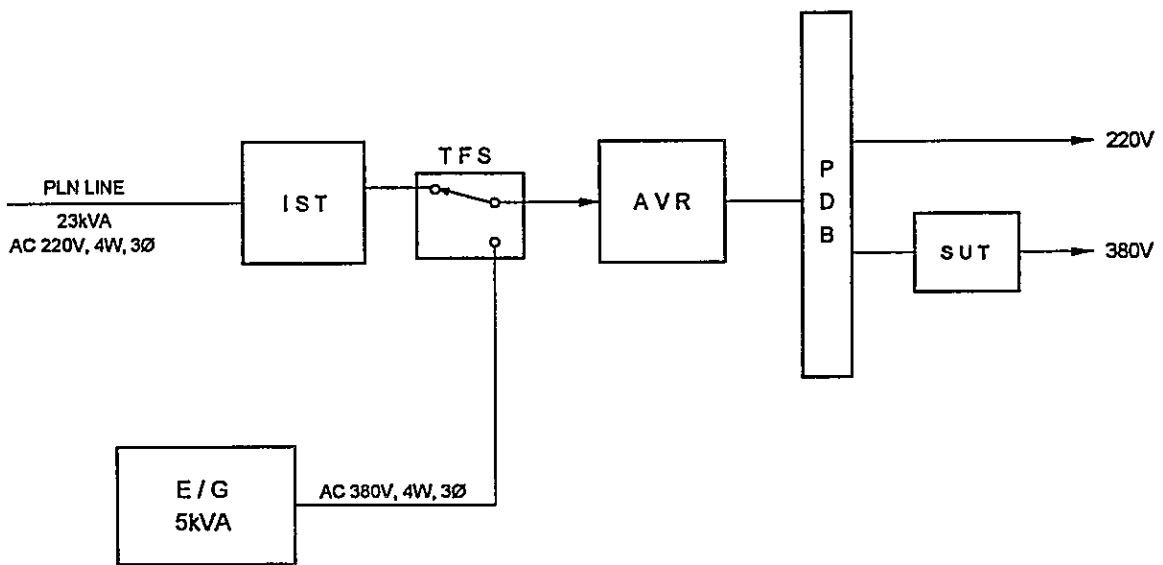 PLN LINE
23kVA
AC 220V, 4W, 3Ø
IST
TFS
AVR
P
D
B
220V
SUT
380V
E / G
5kVA
AC 380V, 4W, 3Ø